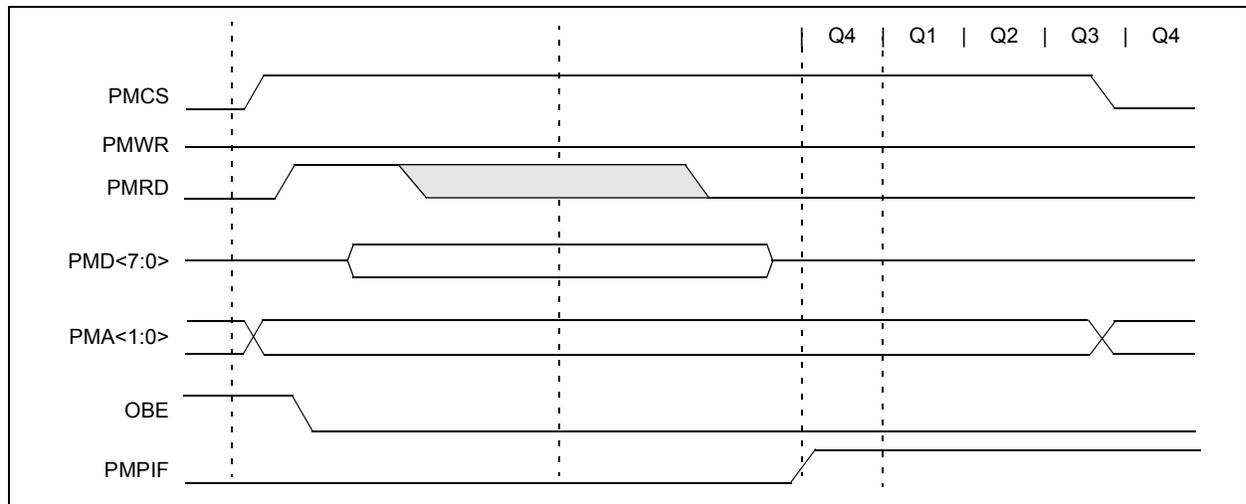 | Q4 | Q1 | Q2 | Q3 | Q4
PMCS
PMWR
PMRD
PMD<7:0>
PMA<1:0>
OBE
PMPIF